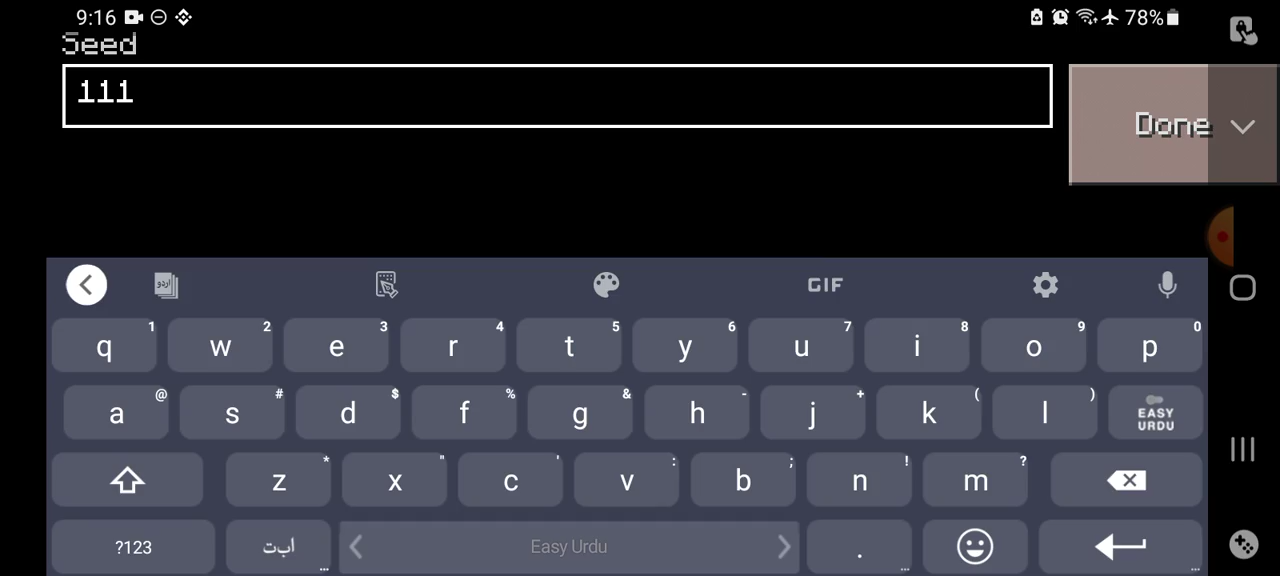 9:16 78%
Seed
111
Done
اردو GIF
q 1 w 2 e 3 r 4 t 5 y 6 u 7 i 8 o 9 p 0
a @ s # d $ f % g & h - j + k ( l ) EASY URDU
z * x " c ' v : b ; n ! m ?
?123 ا ب ت ... Easy Urdu . ... ...